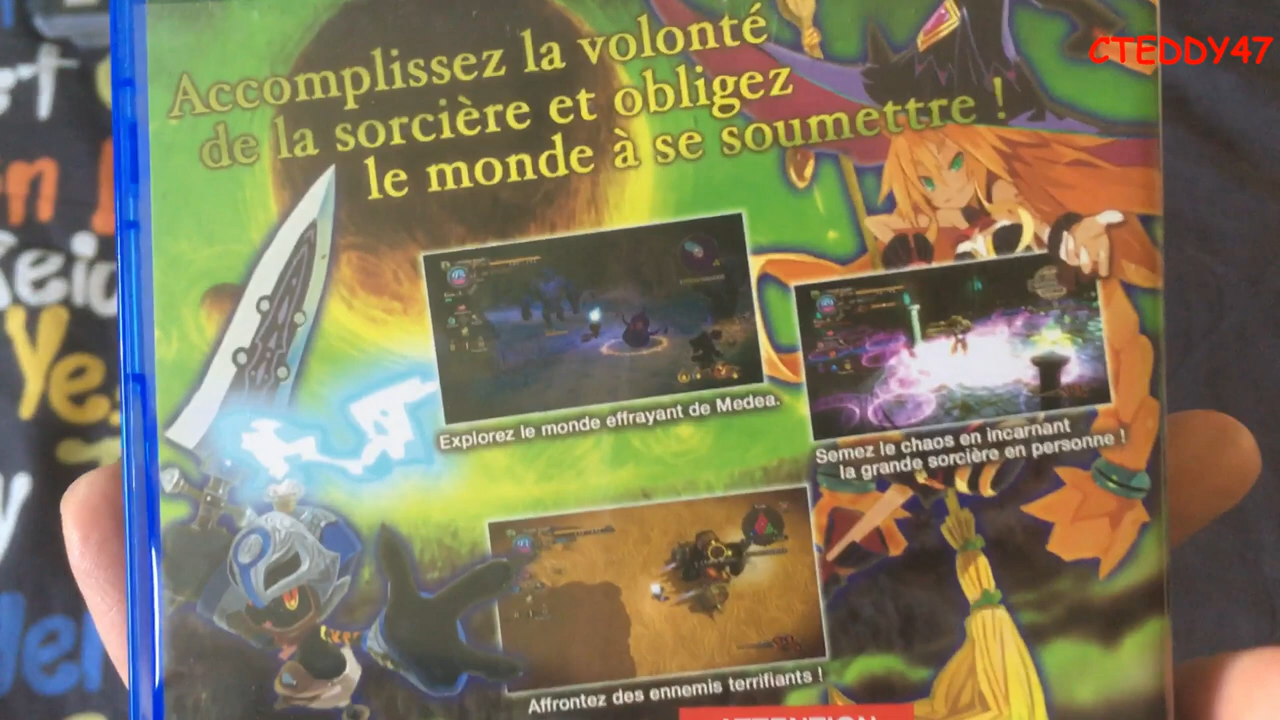 CTEDDY47
Accomplissez la volonté
de la sorcière et obligez
le monde à se soumettre !
Explorez le monde effrayant de Medea.
Semez le chaos en incarnant
la grande sorcière en personne !
Affrontez des ennemis terrifiants !
ATTENTION